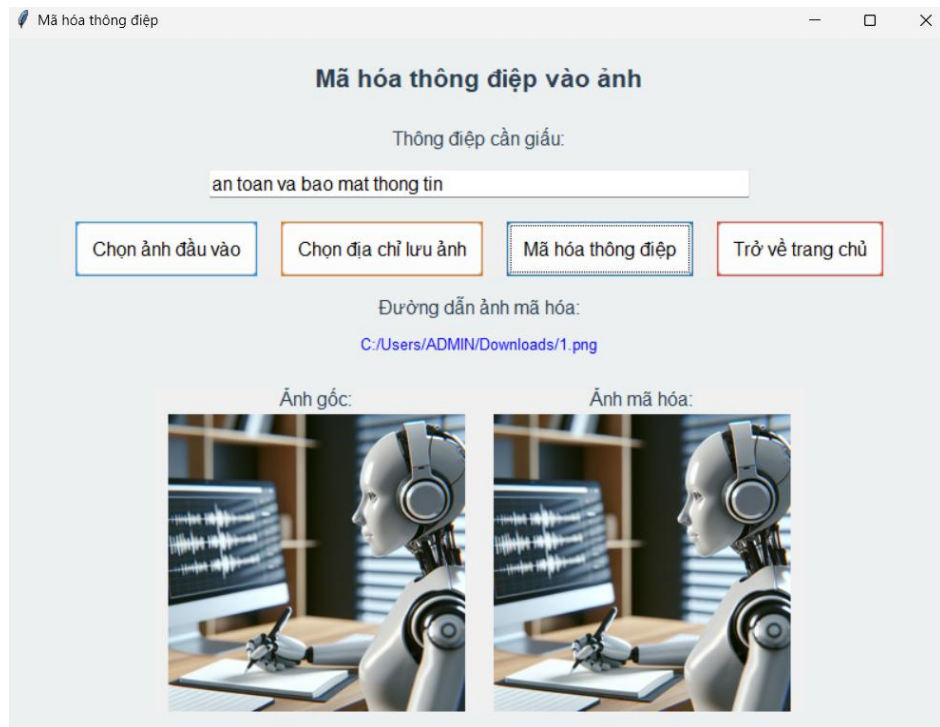 Mã hóa thông điệp
Mã hóa thông điệp vào ảnh
Thông điệp cần giấu:
an toan va bao mat thong tin
Chọn ảnh đầu vào Chọn địa chỉ lưu ảnh Mã hóa thông điệp Trở về trang chủ
Đường dẫn ảnh mã hóa:
C:/Users/ADMIN/Downloads/1.png
Ảnh gốc: Ảnh mã hóa: